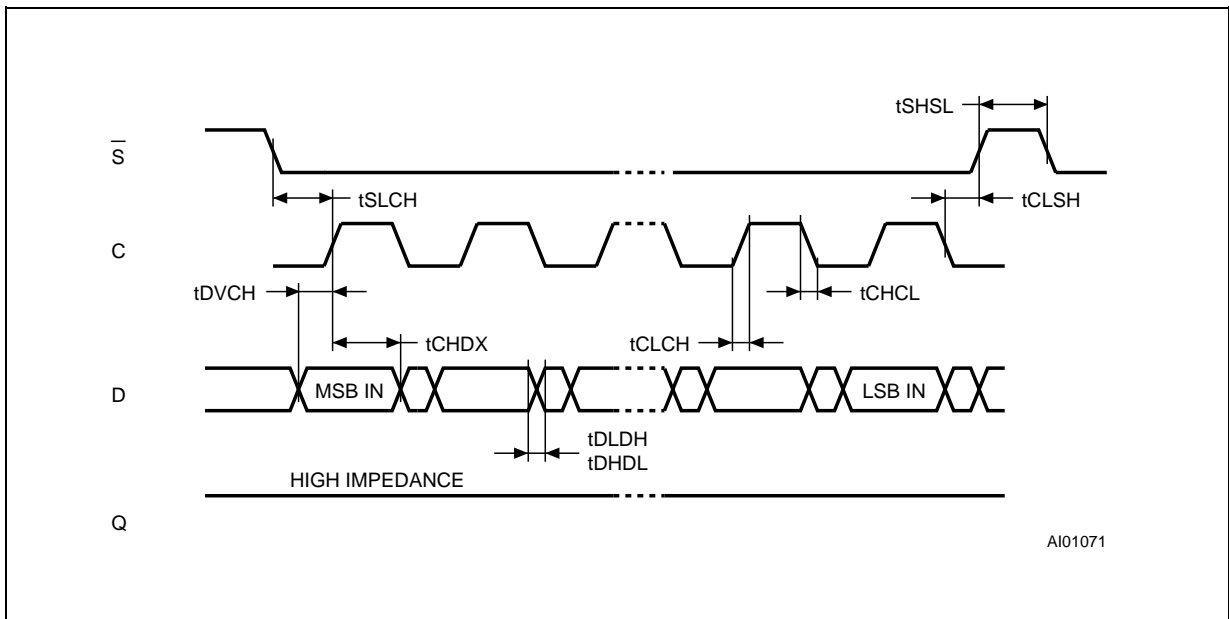 tSHSL
S̅
tSLCH
tCLSH
C
tDVCH
tCHCL
tCHDX
tCLCH
D
MSB IN
LSB IN
tDLDH
tDHDL
HIGH IMPEDANCE
Q
AI01071